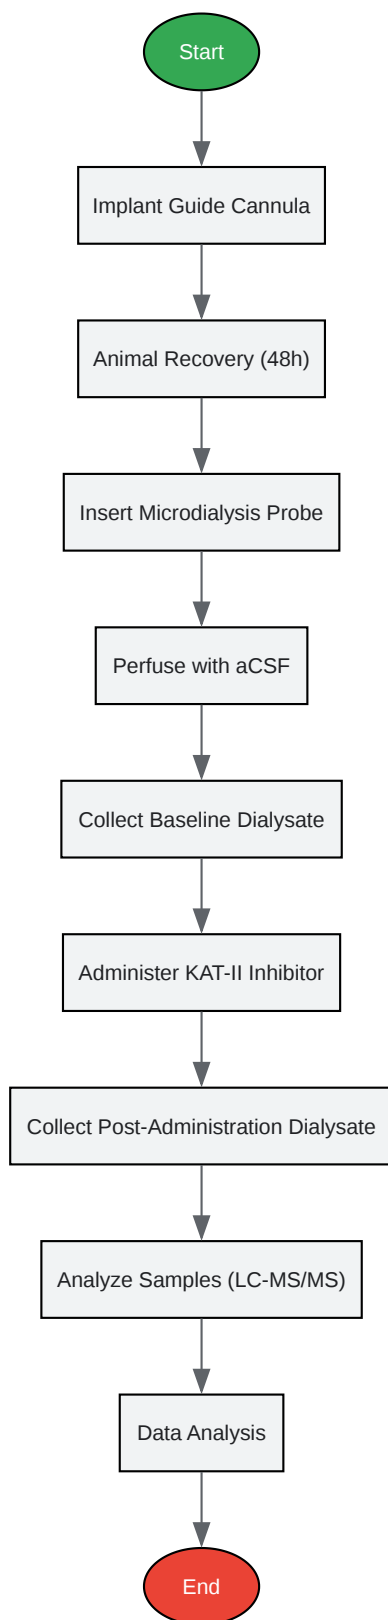 Start
Implant Guide Cannula
Animal Recovery (48h)
Insert Microdialysis Probe
Perfuse with aCSF
Collect Baseline Dialysate
Administer KAT-II Inhibitor
Collect Post-Administration Dialysate
Analyze Samples (LC-MS/MS)
Data Analysis
End